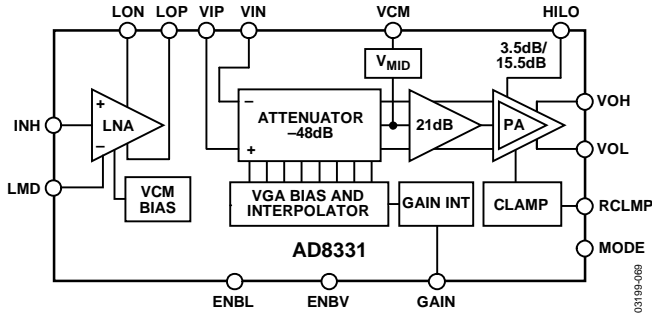 LON LOP VIP VIN VCM HILO
3.5dB/
15.5dB
VMID
+
LNA
–
INH
LMD
VCM
BIAS
–
ATTENUATOR
–48dB
+
21dB
PA
VOH
VOL
VGA BIAS AND
INTERPOLATOR
GAIN INT
CLAMP
RCLMP
MODE
AD8331
ENBL ENBV GAIN
03199-069